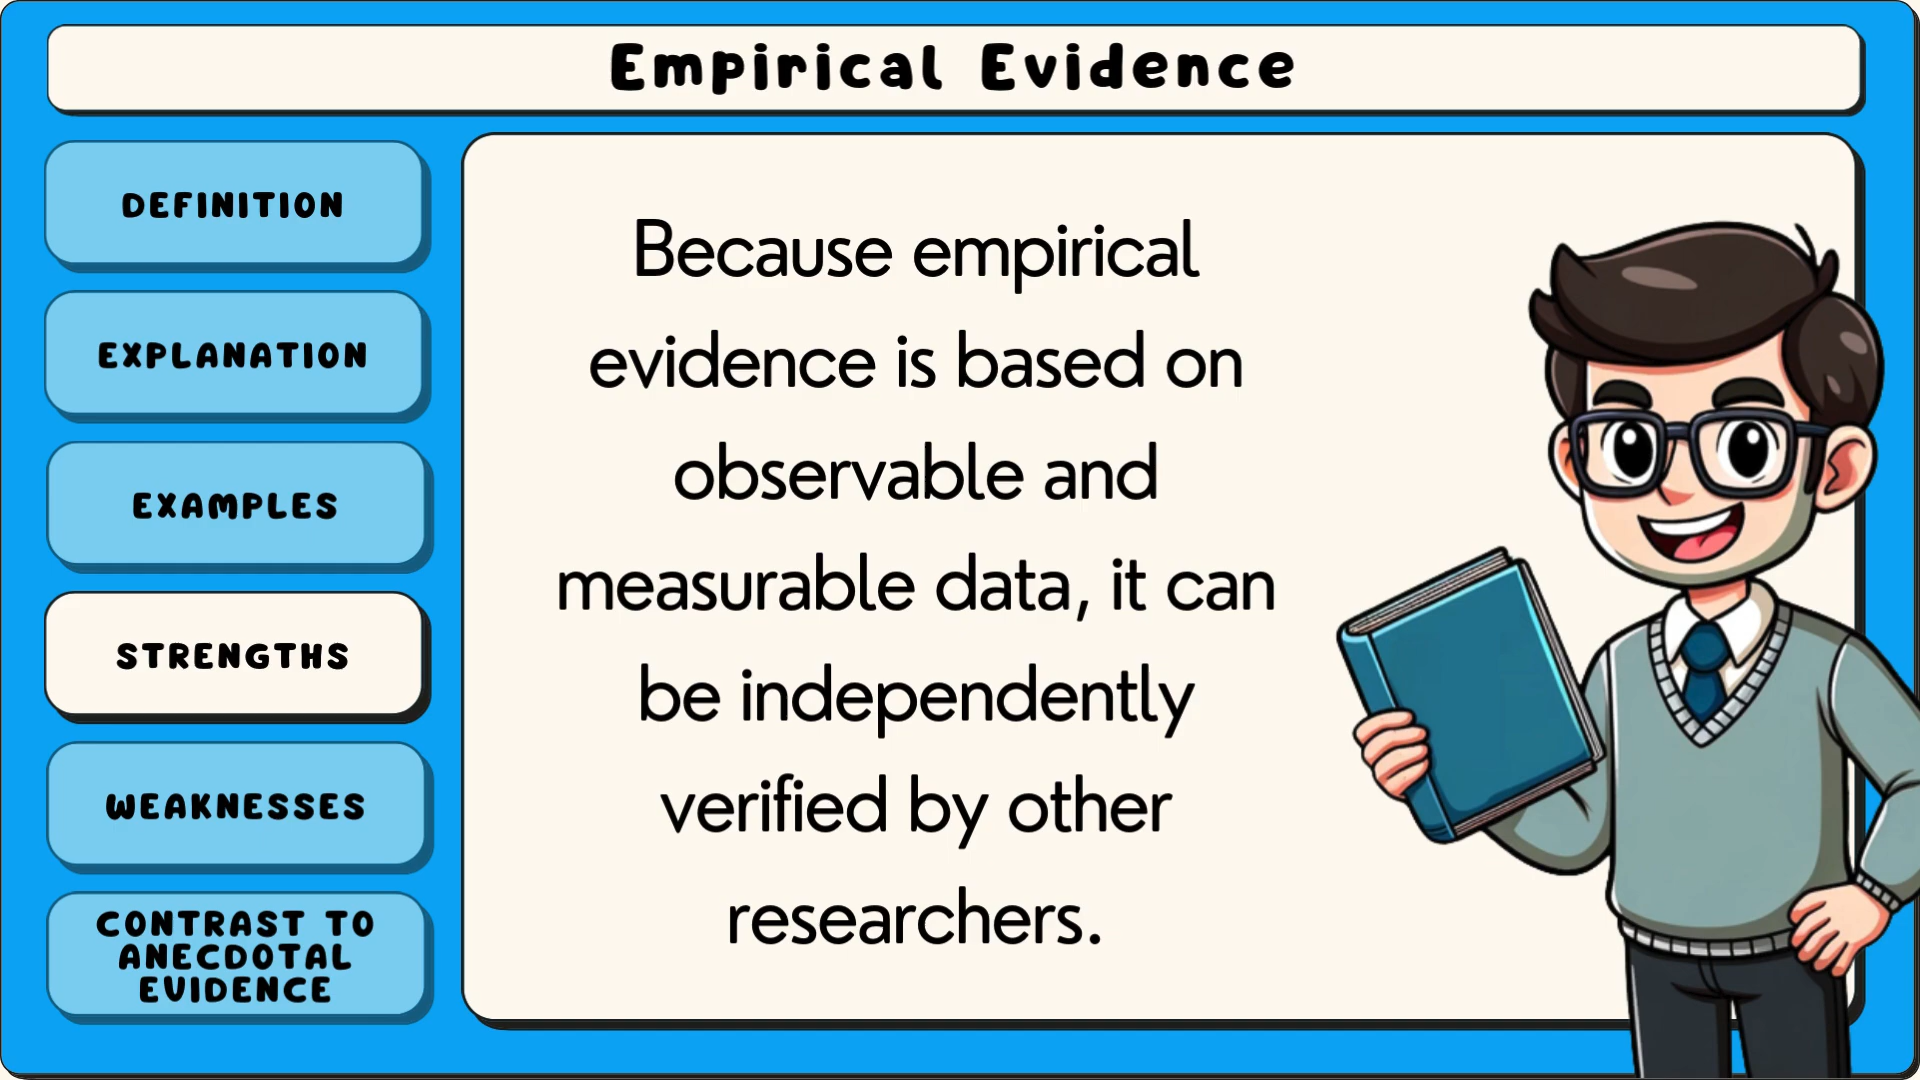 Empirical Evidence
DEFINITION
EXPLANATION
EXAMPLES
STRENGTHS
WEAKNESSES
CONTRAST TO
ANECDOTAL
EVIDENCE
Because empirical
evidence is based on
observable and
measurable data, it can
be independently
verified by other
researchers.